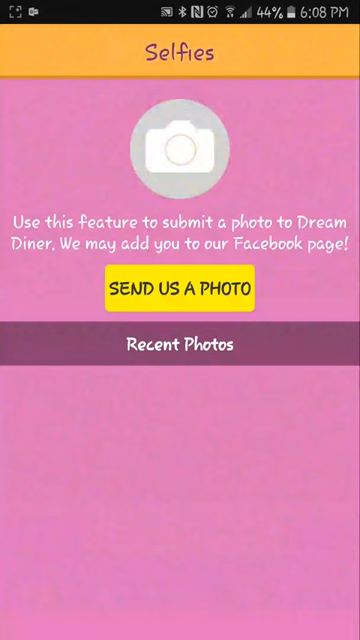 44% 6:08 PM
Selfies
Use this feature to submit a photo to Dream
Diner. We may add you to our Facebook page!
SEND US A PHOTO
Recent Photos